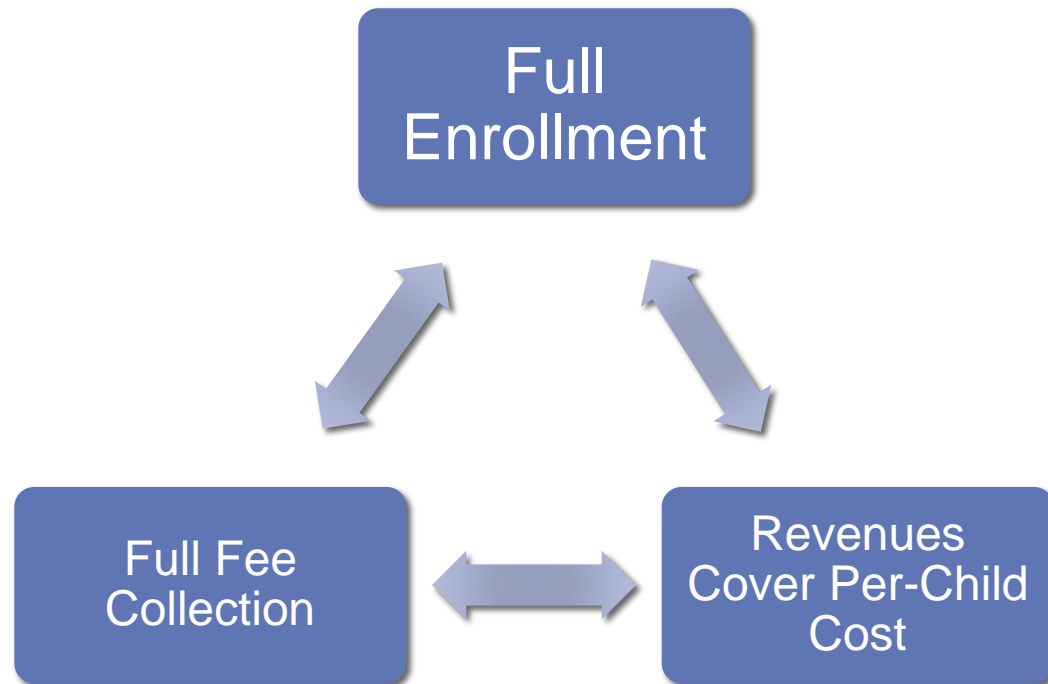 Full
Enrollment
Full Fee
Collection
Revenues
Cover Per-Child
Cost